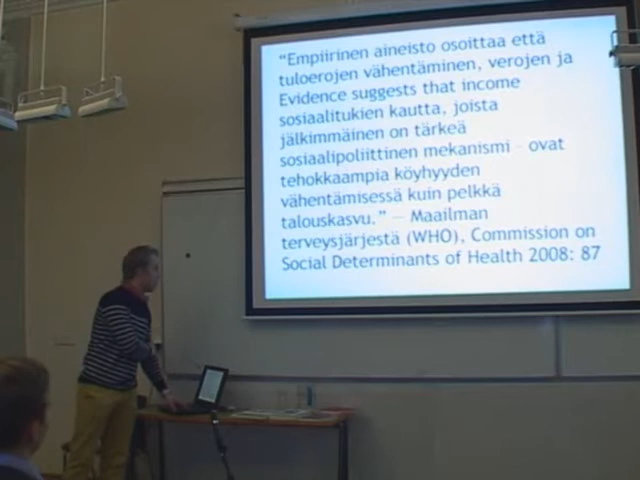 “Empiirinen aineisto osoittaa että
tuloerojen vähentäminen, verojen ja
Evidence suggests that income
sosiaalitukien kautta, joista
jälkimmäinen on tärkeä
sosiaalipoliittinen mekanismi – ovat
tehokkaampia köyhyyden
vähentämisessä kuin pelkkä
talouskasvu.” — Maailman
terveysjärjestä (WHO), Commission on
Social Determinants of Health 2008: 87